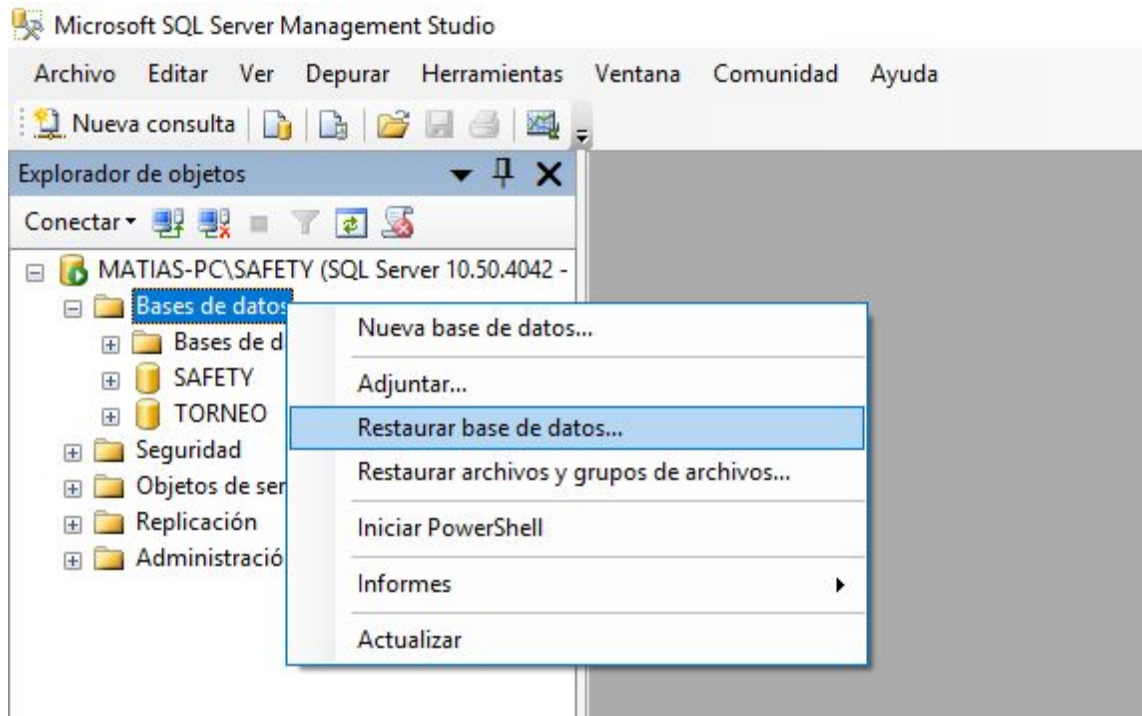 Microsoft SQL Server Management Studio
Archivo Editar Ver Depurar Herramientas Ventana Comunidad Ayuda
Nueva consulta
Explorador de objetos
Conectar
MATIAS-PC\SAFETY (SQL Server 10.50.4042 -
Bases de datos
Bases de d
SAFETY
TORNEO
Seguridad
Objetos de ser
Replicación
Administració
Nueva base de datos...
Adjuntar...
Restaurar base de datos...
Restaurar archivos y grupos de archivos...
Iniciar PowerShell
Informes
Actualizar